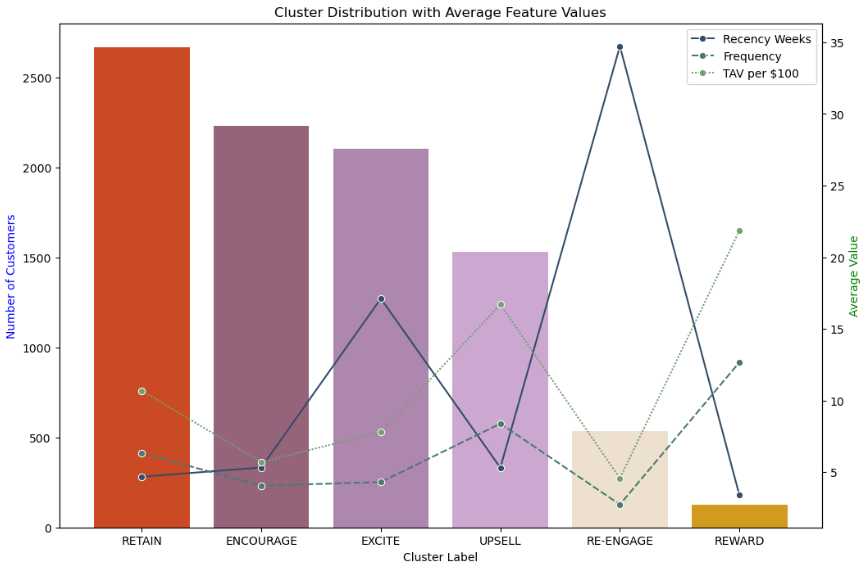 Cluster Distribution with Average Feature Values
Recency Weeks
Frequency
TAV per $100
Number of Customers
2500
2000
1500
1000
500
0
35
30
25
20
15
10
5
Average Value
RETAIN ENCOURAGE EXCITE UPSELL RE-ENGAGE REWARD
Cluster Label